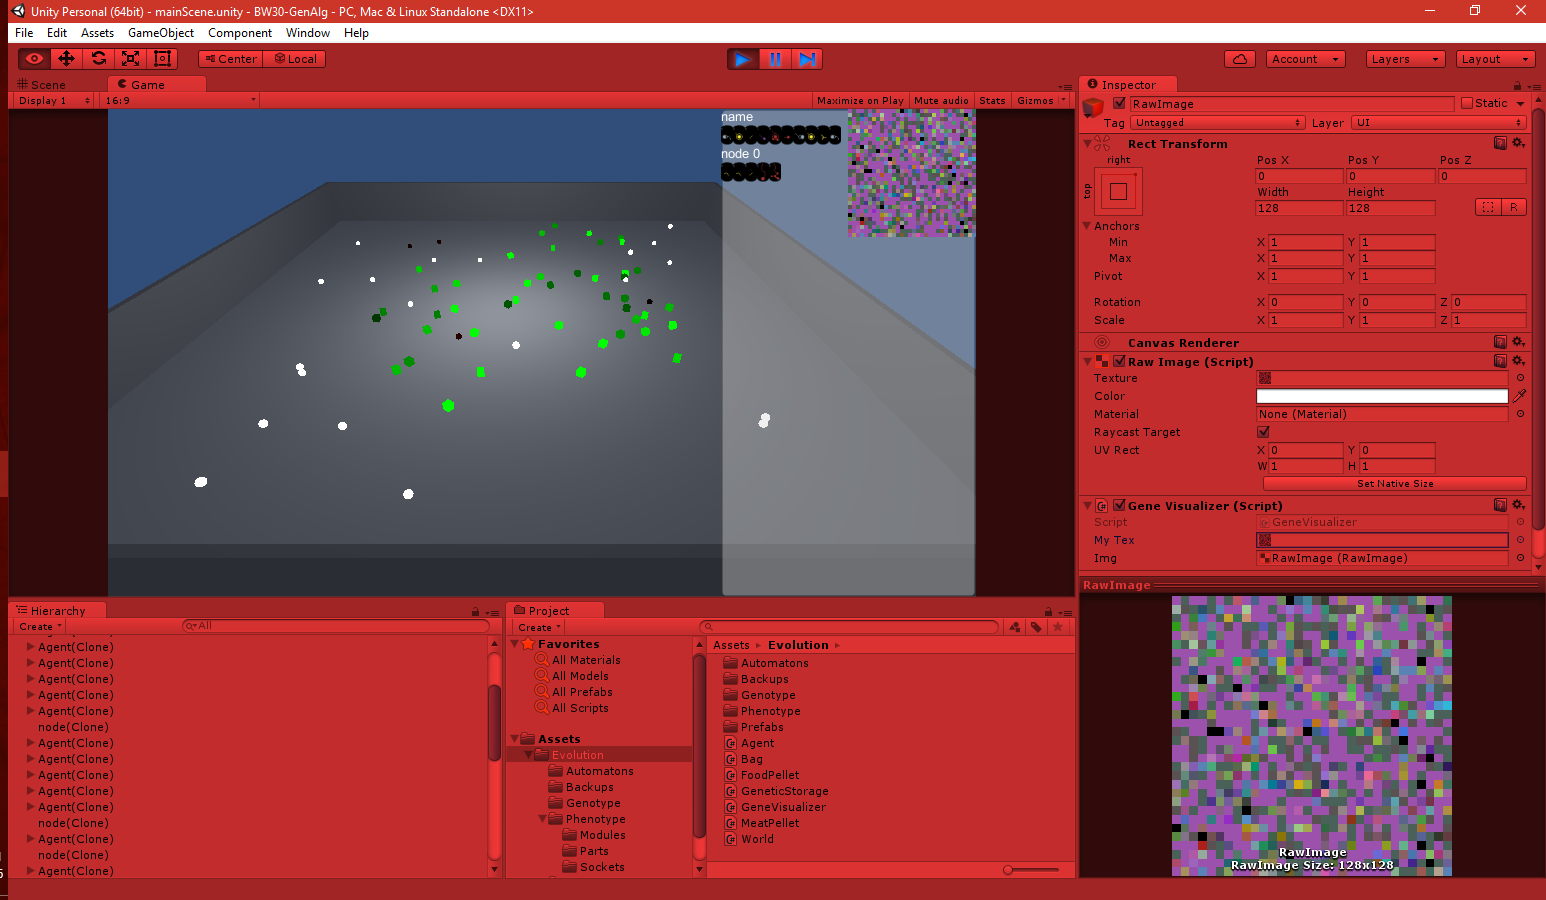 Unity Personal (64bit) - mainScene.unity - BW30-GenAlg - PC, Mac & Linux Standalone <DX11>
File Edit Assets GameObject Component Window Help
Center Local Account Layers Layout
Scene Game
Display 1 16:9 Maximize on Play Mute audio Stats Gizmos
name
node 0
Inspector
RawImage Static
Tag Untagged Layer UI
Rect Transform
right
top
Pos X Pos Y Pos Z
0 0 0
Width Height
128 128
R
Anchors
Min X 1 Y 1
Max X 1 Y 1
Pivot X 1 Y 1
Rotation X 0 Y 0 Z 0
Scale X 1 Y 1 Z 1
Canvas Renderer
Raw Image (Script)
Texture
Color
Material None (Material)
Raycast Target
UV Rect X 0 Y 0
W 1 H 1
Set Native Size
Gene Visualizer (Script)
Script GeneVisualizer
My Tex
Img RawImage (RawImage)
RawImage
RawImage
RawImage Size: 128x128
Hierarchy
Create All
Agent(Clone)
Agent(Clone)
Agent(Clone)
Agent(Clone)
Agent(Clone)
node(Clone)
Agent(Clone)
Agent(Clone)
Agent(Clone)
Agent(Clone)
Agent(Clone)
node(Clone)
Agent(Clone)
node(Clone)
Agent(Clone)
Project
Create
Favorites
All Materials
All Models
All Prefabs
All Scripts
Assets
Evolution
Automatons
Backups
Genotype
Phenotype
Modules
Parts
Sockets
Assets Evolution
Automatons
Backups
Genotype
Phenotype
Prefabs
Agent
Bag
FoodPellet
GeneticStorage
GeneVisualizer
MeatPellet
World